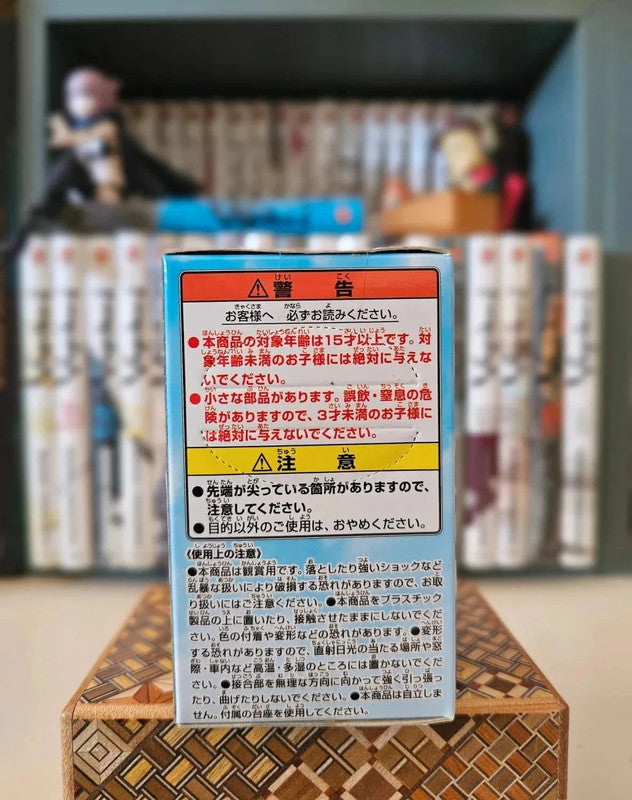 ⚠警告
お客様へ 必ずお読みください。
●本商品の対象年齢は15才以上です。対
象年齢未満のお子様には絶対に与えな
いでください。
●小さな部品があります。誤飲・窒息の危
険がありますので、3才未満のお子様に
は絶対に与えないでください。
⚠注意
●先端が尖っている箇所がありますので、
注意してください。
●目的以外のご使用は、おやめください。
《使用上の注意》
●本商品は観賞用です。落としたり強いショックなど
乱暴な扱いにより破損する恐れがありますので、お取
り扱いにはご注意ください。●本商品をプラスチック
製品の上に置いたり、接触させたままにしないでくだ
さい。色の付着や変形などの恐れがあります。●変形
する恐れがありますので、直射日光の当たる場所や窓
際・車内など高温・多湿のところには置かないでくださ
い。●接合部を無理な方向に向かって強く引っ張っ
たり、曲げたりしないでください。●本商品は自立しま
せん。付属の台座を使用してください。